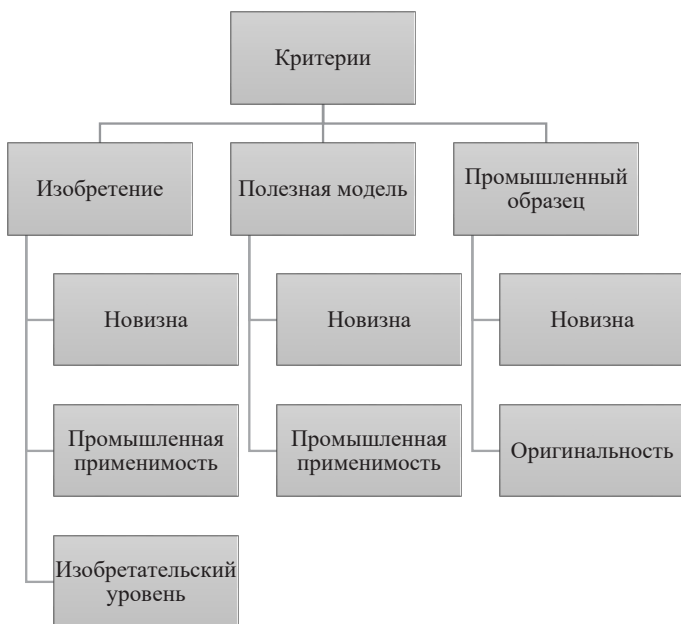 Критерии
Изобретение
Полезная модель
Промышленный
образец
Новизна
Новизна
Новизна
Промышленная
применимость
Промышленная
применимость
Оригинальность
Изобретательский
уровень